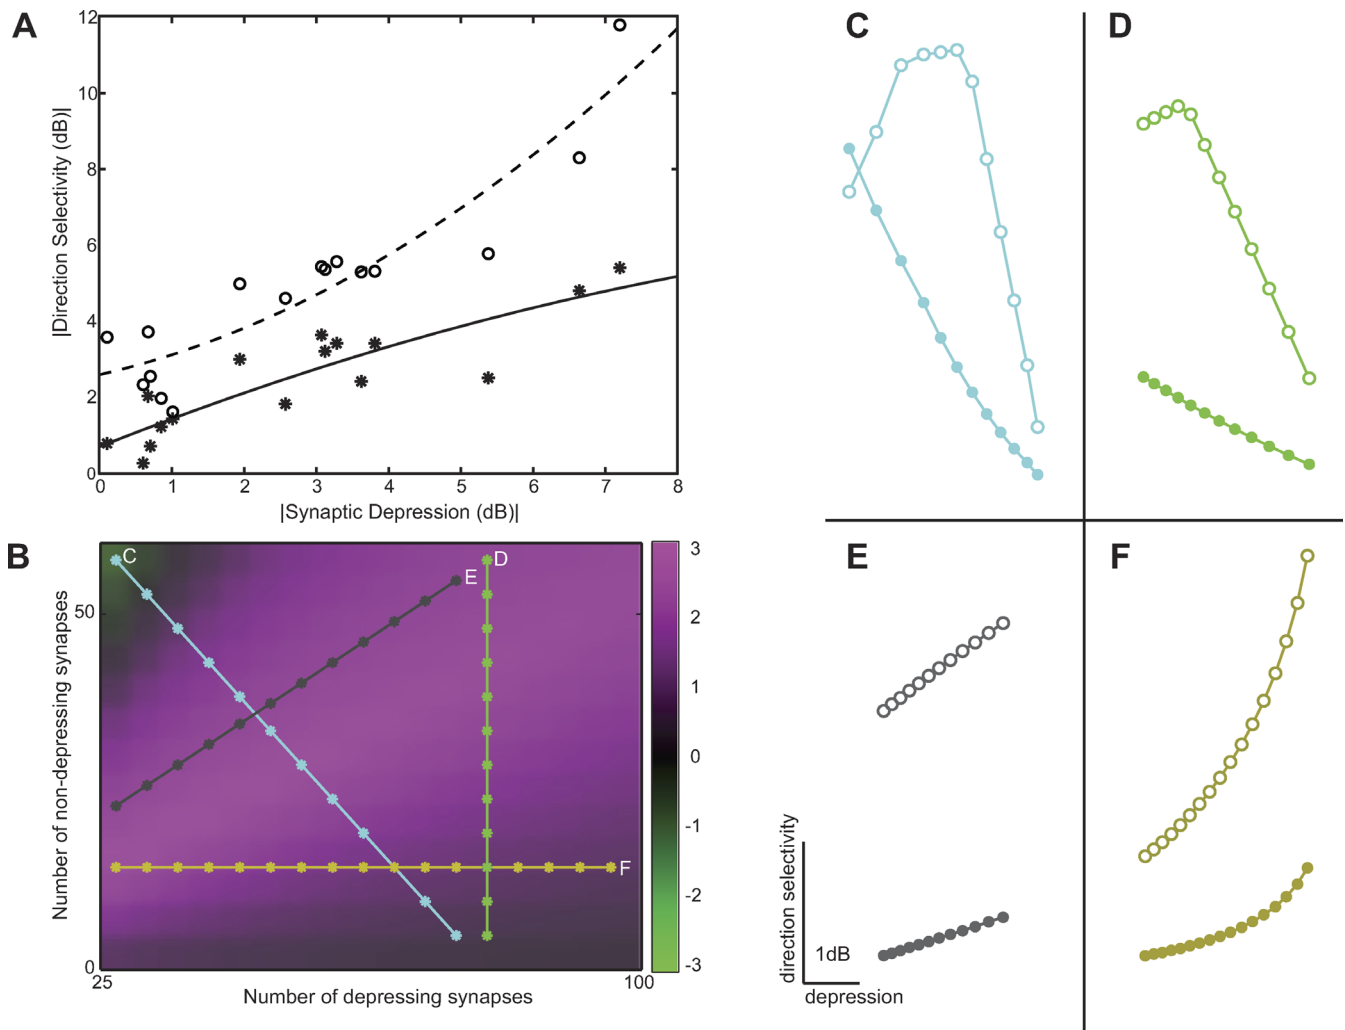 A
12
10
8
6
4
2
0
|Direction Selectivity (dB)|
0 1 2 3 4 5 6 7 8
|Synaptic Depression (dB)|
B
C
D
E
F
50
0
Number of non-depressing synapses
25
100
Number of depressing synapses
3
2
1
0
-1
-2
-3
C
D
E
direction selectivity
1dB
depression
F